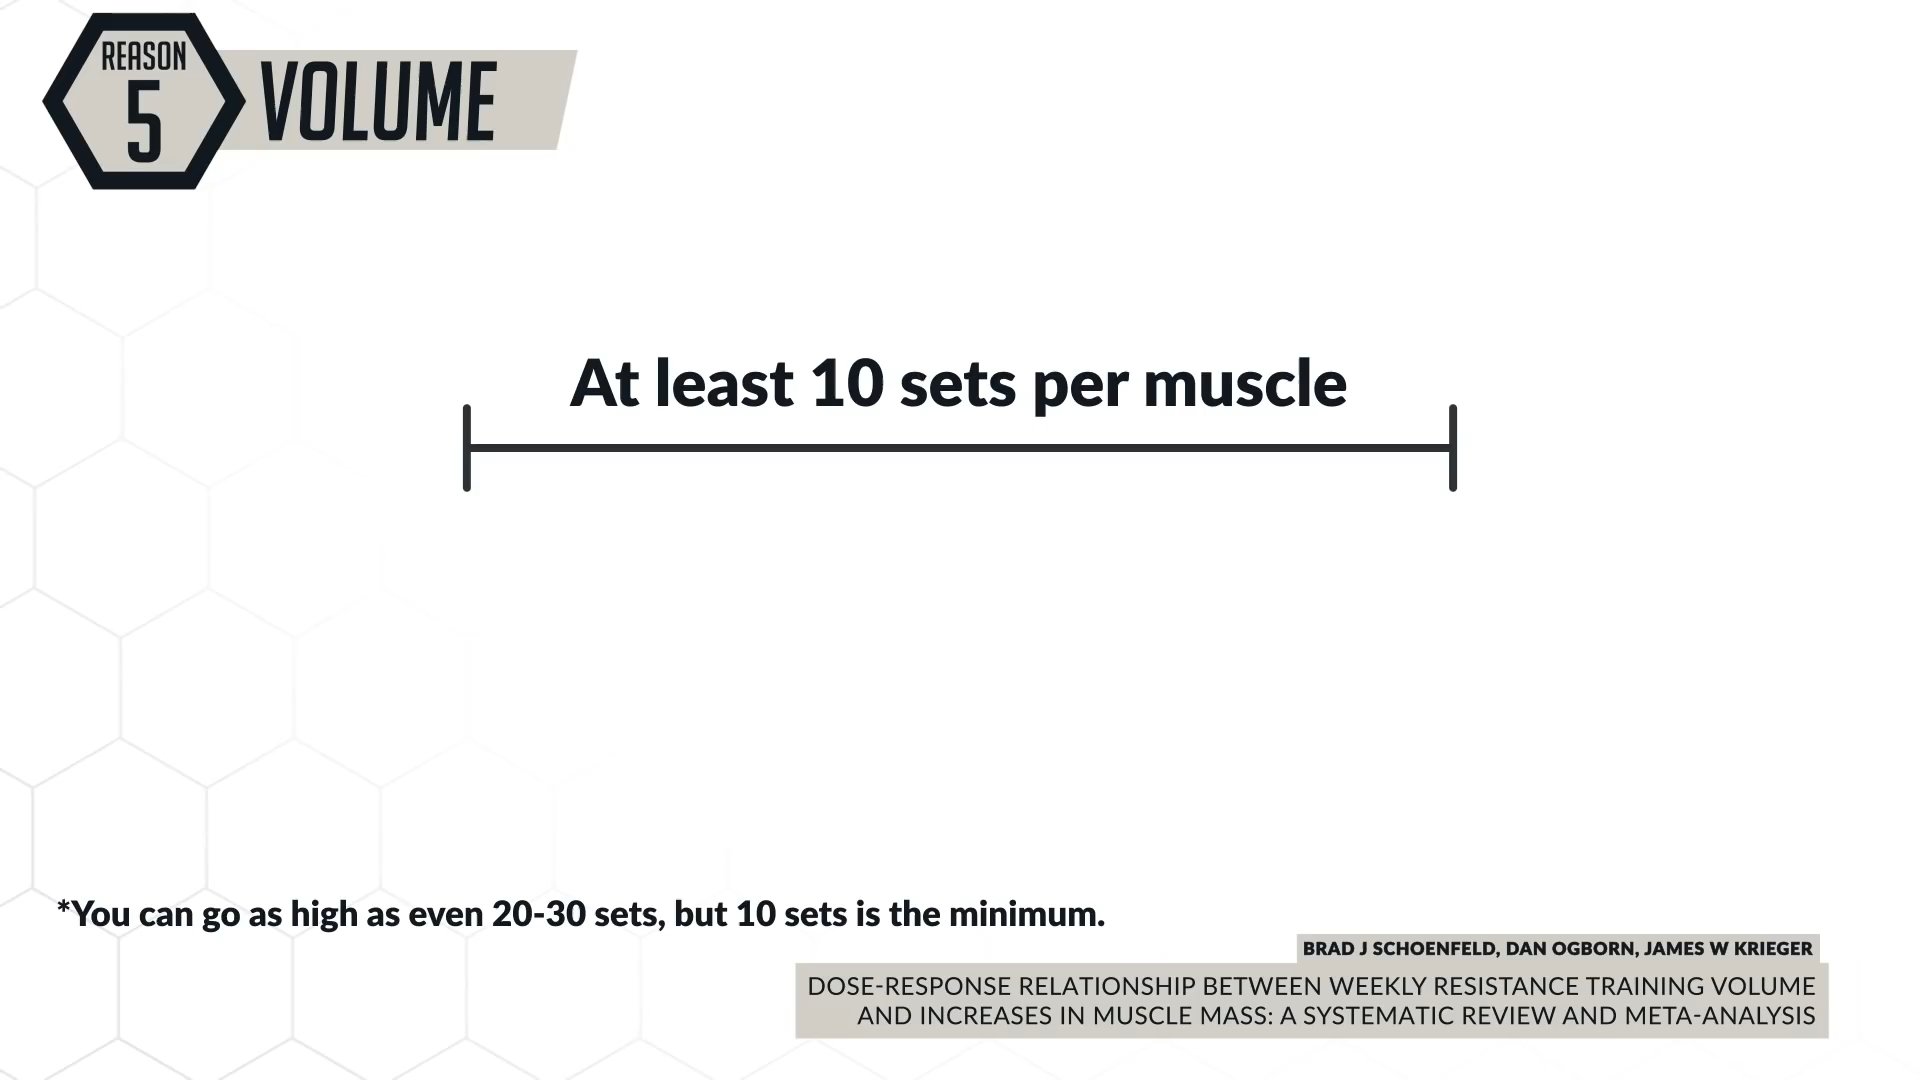 REASON
5
VOLUME
At least 10 sets per muscle
*You can go as high as even 20-30 sets, but 10 sets is the minimum.
BRAD J SCHOENFELD, DAN OGBORN, JAMES W KRIEGER
DOSE-RESPONSE RELATIONSHIP BETWEEN WEEKLY RESISTANCE TRAINING VOLUME
AND INCREASES IN MUSCLE MASS: A SYSTEMATIC REVIEW AND META-ANALYSIS